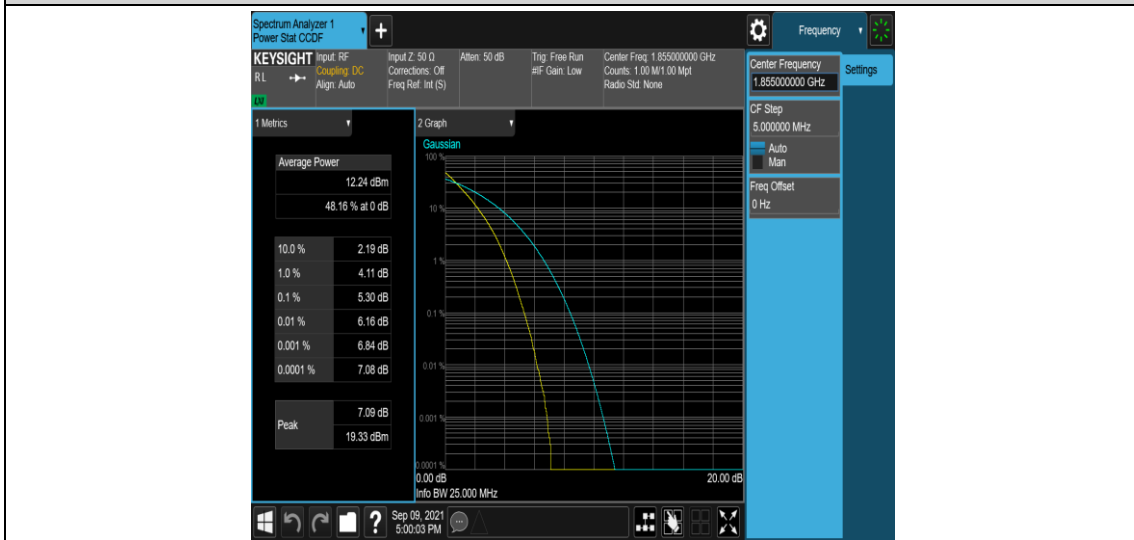 Spectrum Analyzer 1
Power Stat CCDF
+
Frequency
KEYSIGHT
RL
LXI
Input: RF
Coupling: DC
Align: Auto
Input Z: 50 Ω
Corrections: Off
Freq Ref: Int (S)
Atten: 50 dB
Trig: Free Run
#IF Gain: Low
Center Freq: 1.855000000 GHz
Counts: 1.00 M/1.00 Mpt
Radio Std: None
Center Frequency
1.855000000 GHz
Settings
CF Step
5.000000 MHz
Auto
Man
Freq Offset
0 Hz
1 Metrics
Average Power
12.24 dBm
48.16 % at 0 dB
10.0 % 2.19 dB
1.0 % 4.11 dB
0.1 % 5.30 dB
0.01 % 6.16 dB
0.001 % 6.84 dB
0.0001 % 7.08 dB
Peak
7.09 dB
19.33 dBm
2 Graph
Gaussian
100 %
10 %
1 %
0.1 %
0.01 %
0.001 %
0.0001 %
0.00 dB 20.00 dB
Info BW 25.000 MHz
?
Sep 09, 2021
5:00:03 PM